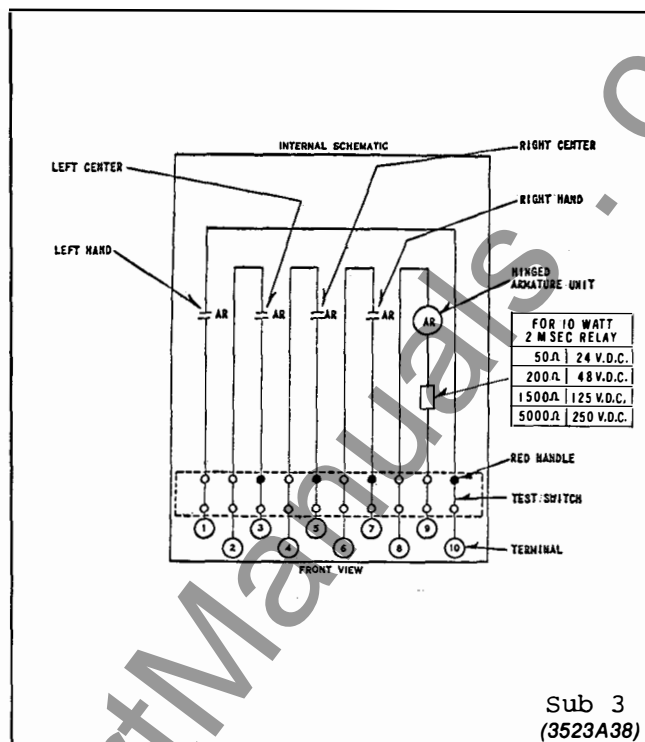 INTERNAL SCHEMATIC
RIGHT CENTER
LEFT CENTER
RIGHT HAND
LEFT HAND
HINGED
ARMATURE UNIT
AR
AR
AR
AR
AR
FOR 10 WATT
2 MSEC RELAY
50Ω 24 V.D.C.
200Ω 48 V.D.C.
1500Ω 125 V.D.C.
5000Ω 250 V.D.C.
RED HANDLE
TEST SWITCH
1
2
3
4
5
6
7
8
9
10
TERMINAL
FRONT VIEW
Sub 3
(3523A38)
rtManuals.c